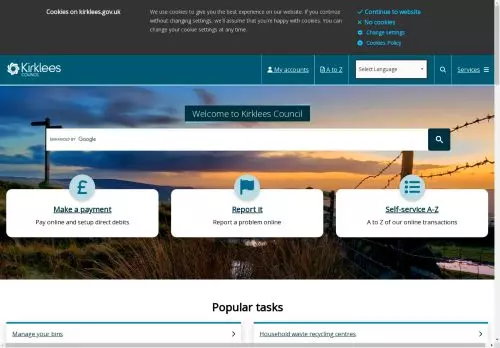 Cookies on kirklees.gov.uk
We use cookies to give you the best experience on our website. If you continue
without changing settings, we'll assume that you're happy with cookies. You can
change your cookie settings at any time.
Continue to website
No cookies
Change settings
Cookies Policy
Kirklees
COUNCIL
My accounts
A to Z
Select Language
Services
Welcome to Kirklees Council
ENHANCED BY Google
Make a payment
Pay online and setup direct debits
Report it
Report a problem online
Self-service A-Z
A to Z of our online transactions
Popular tasks
Manage your bins
Household waste recycling centres